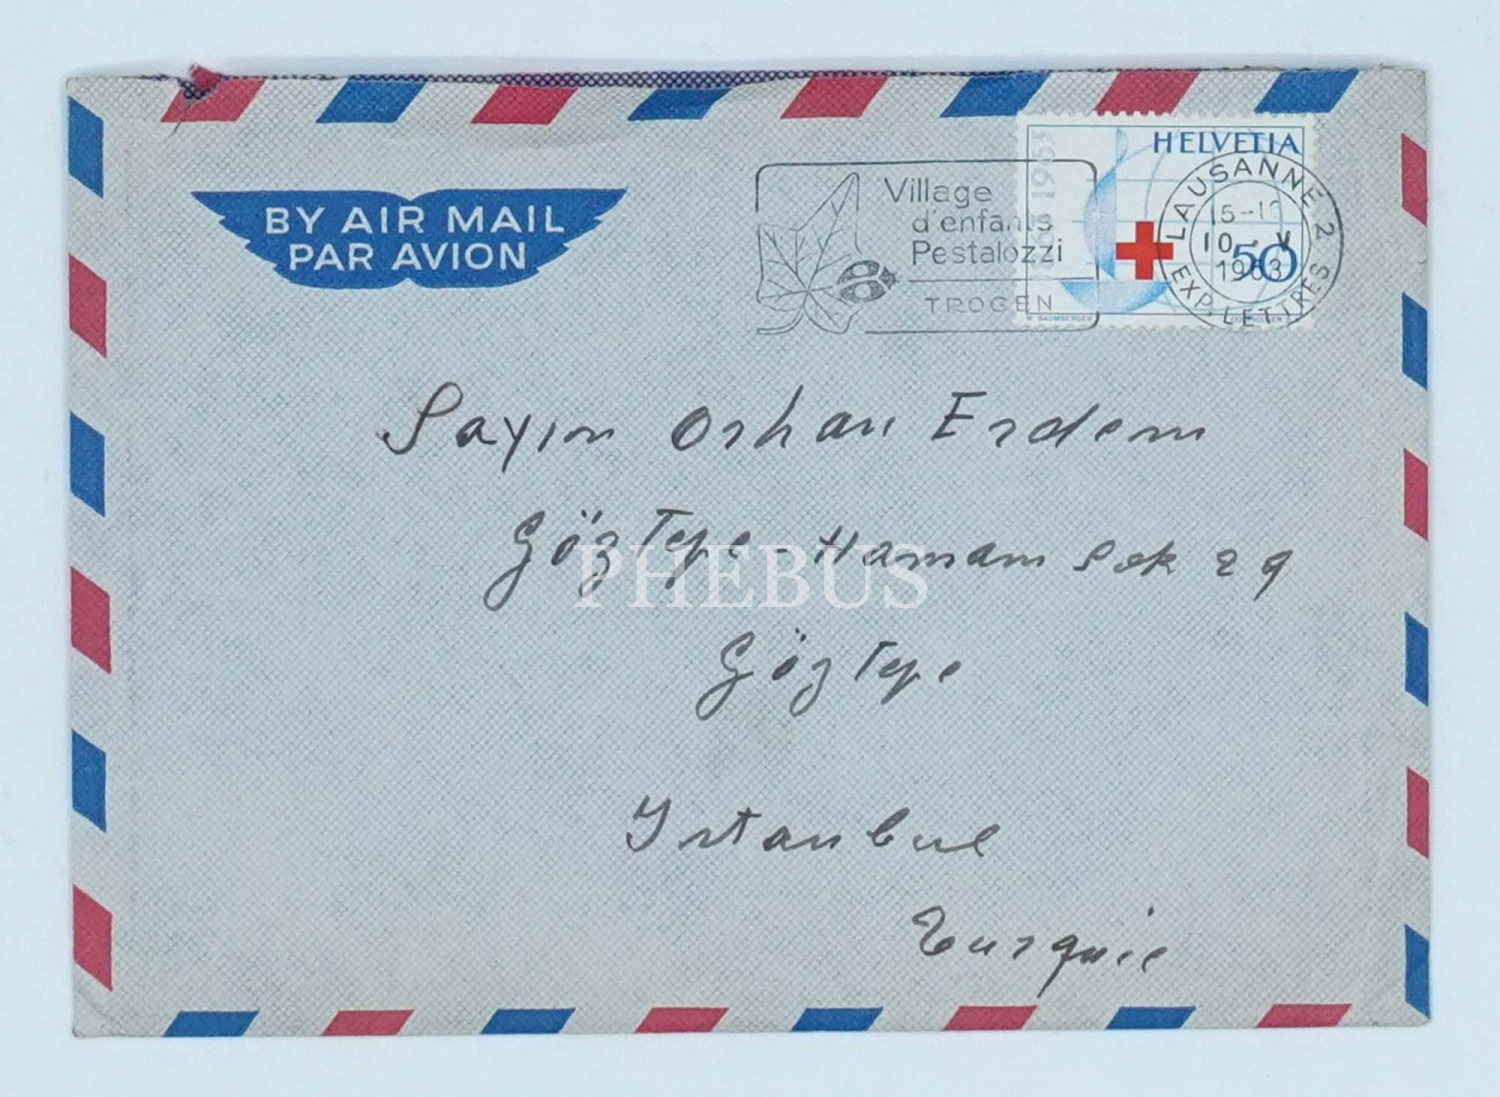 BY AIR MAIL
PAR AVION
Village
d'enfants
Pestalozzi
TROGEN
HELVETIA
50
LAUSANNE 2
10-V
1963
EXP. LETTRES
Sayın Orhan Erdem
Göztepe-Hamam Sok 29
PHEBUS
Göztepe
Istanbul
Turquie